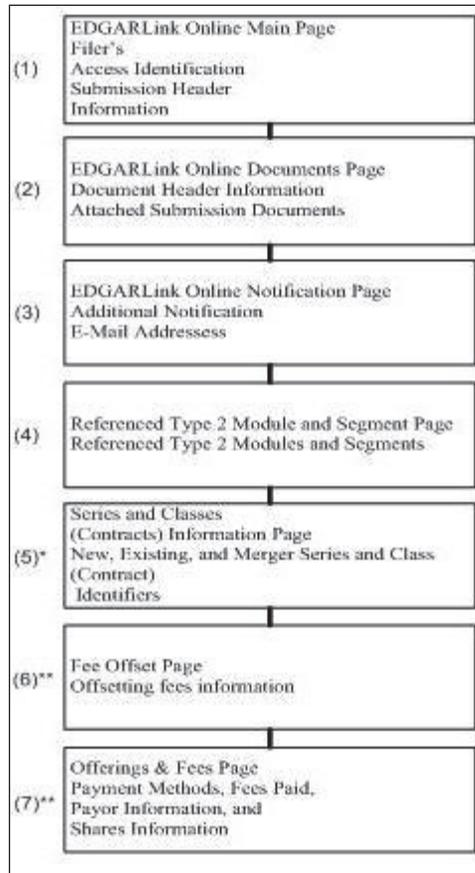 (1)
EDGARLink Online Main Page
Filer's
Access Identification
Submission Header
Information
(2)
EDGARLink Online Documents Page
Document Header Information
Attached Submission Documents
(3)
EDGARLink Online Notification Page
Additional Notification
E-Mail Addressess
(4)
Referenced Type 2 Module and Segment Page
Referenced Type 2 Modules and Segments
(5)*
Series and Classes
(Contracts) Information Page
New, Existing, and Merger Series and Class
(Contract)
Identifiers
(6)**
Fee Offset Page
Offsetting fees information
(7)**
Offerings & Fees Page
Payment Methods, Fees Paid,
Payor Information, and
Shares Information